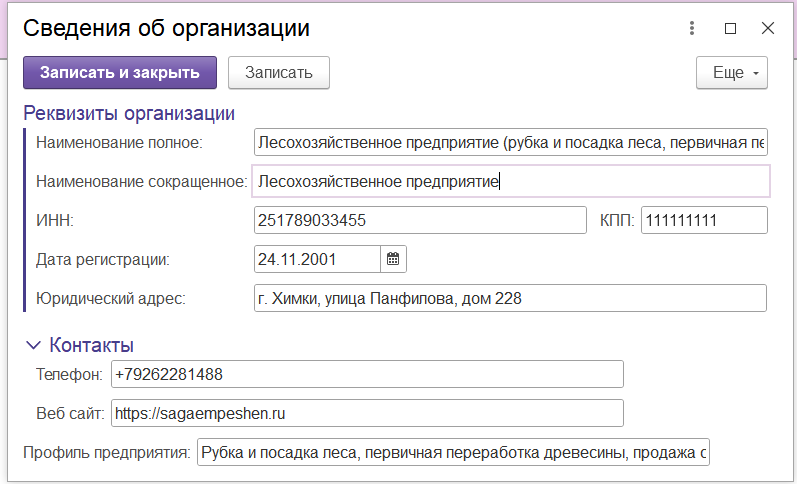 Сведения об организации
Записать и закрыть Записать Еще
Реквизиты организации
Наименование полное: Лесохозяйственное предприятие (рубка и посадка леса, первичная пе
Наименование сокращенное: Лесохозяйственное предприятие
ИНН: 251789033455 КПП: 111111111
Дата регистрации: 24.11.2001
Юридический адрес: г. Химки, улица Панфилова, дом 228
Контакты
Телефон: +79262281488
Веб сайт: https://sagaempeshen.ru
Профиль предприятия: Рубка и посадка леса, первичная переработка древесины, продажа с